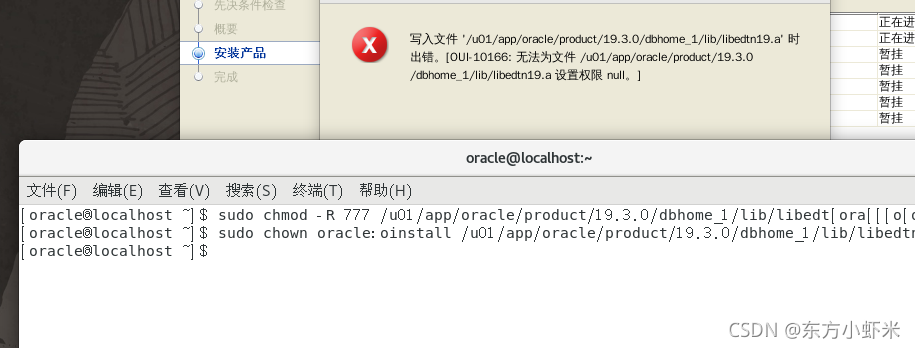 先决条件检查
概要
安装产品
完成
写入文件 '/u01/app/oracle/product/19.3.0/dbhome_1/lib/libedtn19.a' 时
出错。[OUI-10166: 无法为文件 /u01/app/oracle/product/19.3.0
/dbhome_1/lib/libedtn19.a 设置权限 null。]
正在进
正在进
暂挂
暂挂
暂挂
暂挂
暂挂
oracle@localhost:~
文件(F) 编辑(E) 查看(V) 搜索(S) 终端(T) 帮助(H)
[oracle@localhost ~]$ sudo chmod -R 777 /u01/app/oracle/product/19.3.0/dbhome_1/lib/libedt[ora[[[o[o
[oracle@localhost ~]$ sudo chown oracle:oinstall /u01/app/oracle/product/19.3.0/dbhome_1/lib/libedtn
[oracle@localhost ~]$
CSDN @东方小虾米